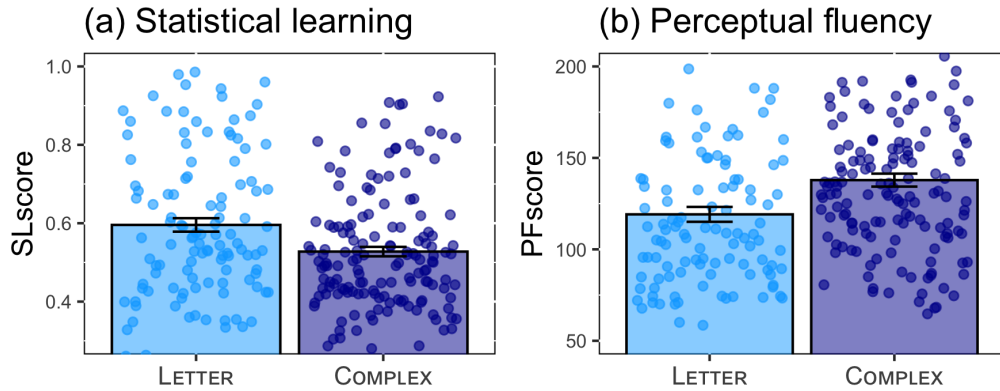 (a) Statistical learning
SLscore
1.0
0.8
0.6
0.4
LETTER
COMPLEX
(b) Perceptual fluency
PFscore
200
150
100
50
LETTER
COMPLEX